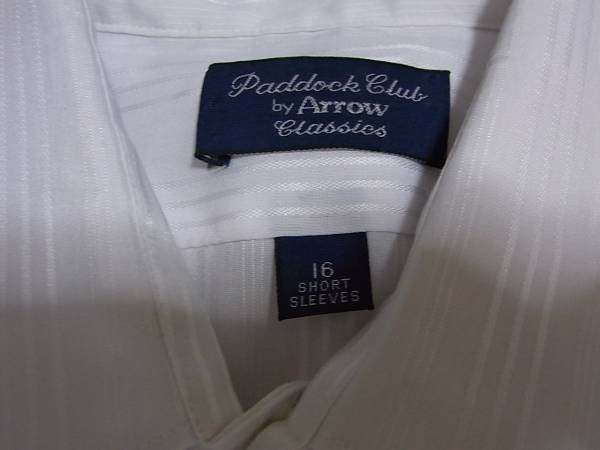 Paddock Club
by Arrow
Classics
16
SHORT
SLEEVES